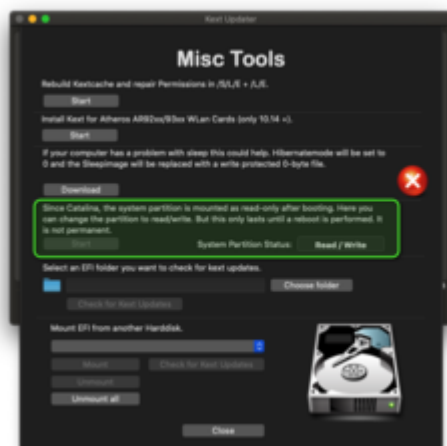 Kext Updater
Misc Tools
Rebuild Kextcache and repair Permissions in /S/L/E + /L/E.
Start
Install Kext for Atheros AR92xx/93xx WLan Cards (only 10.14 +).
Start
If your computer has a problem with sleep this could help. Hibernatemode will be set to
0 and the Sleepimage will be replaced with a write protected 0-byte file.
Download
Since Catalina, the system partition is mounted as read-only after booting. Here you
can change the partition to read/write. But this only lasts until a reboot is performed. It
is not permanent.
Start
System Partition Status:
Read / Write
Select an EFI folder you want to check for kext updates.
Choose folder
Check for Kext Updates
Mount EFI from another Harddisk.
Mount
Check for Kext Updates
Unmount
Unmount all
Close